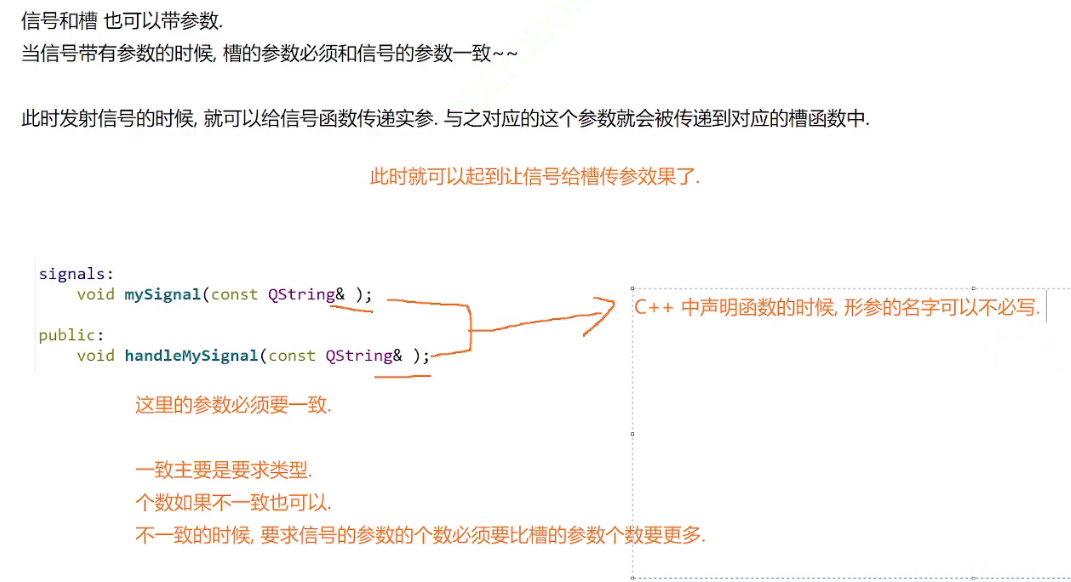 信号和槽 也可以带参数.
当信号带有参数的时候, 槽的参数必须和信号的参数一致~~
此时发射信号的时候, 就可以给信号函数传递实参. 与之对应的这个参数就会被传递到对应的槽函数中.
此时就可以起到让信号给槽传参效果了.
signals:
void mySignal(const QString& );
public:
void handleMySignal(const QString& );
C++ 中声明函数的时候, 形参的名字可以不必写.
这里的参数必须要一致.
一致主要是要求类型.
个数如果不一致也可以.
不一致的时候, 要求信号的参数的个数必须要比槽的参数个数要更多.